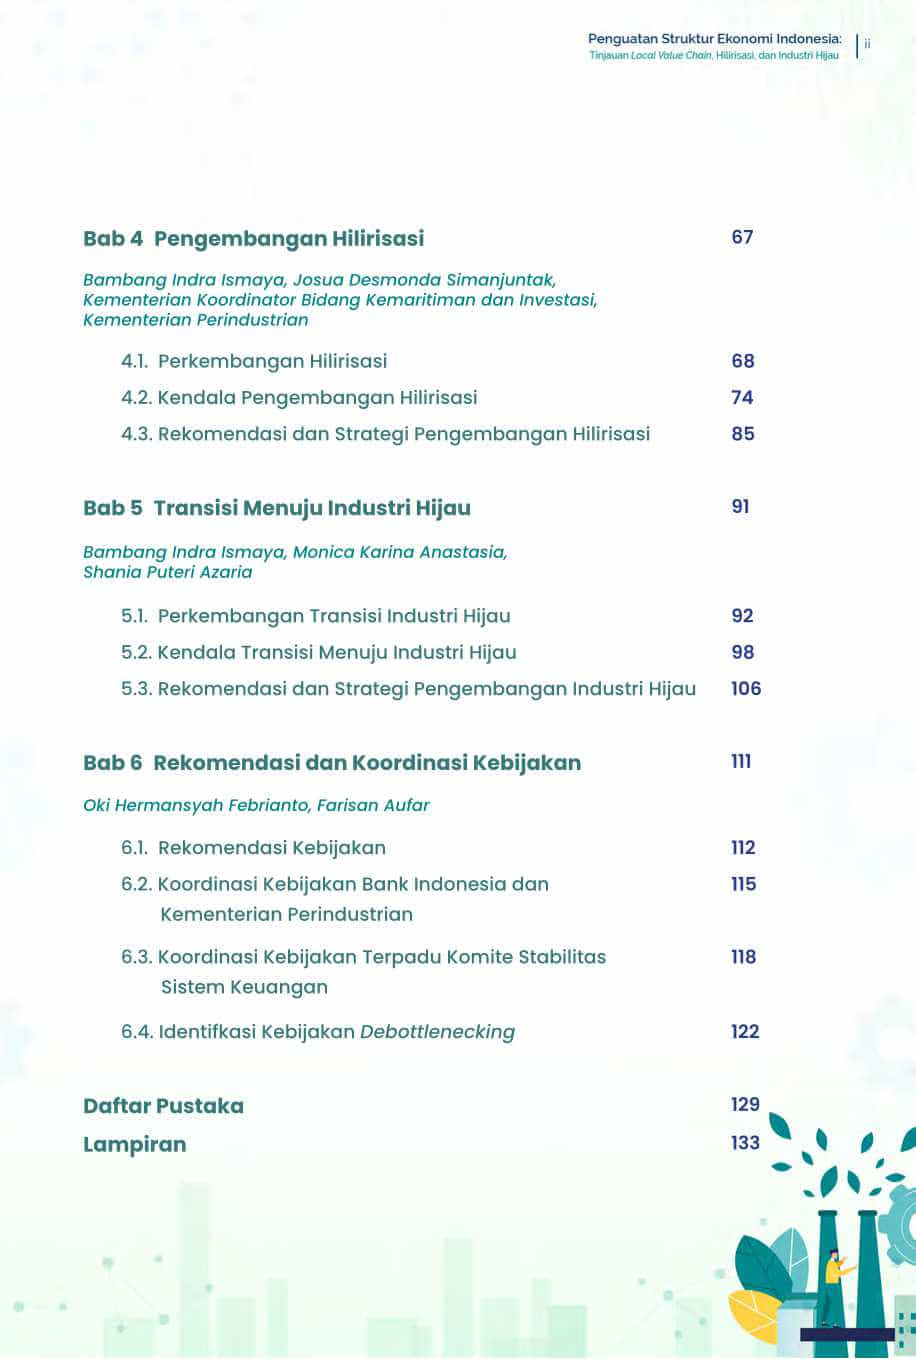 Penguatan Struktur Ekonomi Indonesia:
Tinjauan Local Value Chain, Hilirisasi, dan Industri Hijau
ii
Bab 4 Pengembangan Hilirisasi 67
Bambang Indra Ismaya, Josua Desmonda Simanjuntak,
Kementerian Koordinator Bidang Kemaritiman dan Investasi,
Kementerian Perindustrian
4.1. Perkembangan Hilirisasi 68
4.2. Kendala Pengembangan Hilirisasi 74
4.3. Rekomendasi dan Strategi Pengembangan Hilirisasi 85
Bab 5 Transisi Menuju Industri Hijau 91
Bambang Indra Ismaya, Monica Karina Anastasia,
Shania Puteri Azaria
5.1. Perkembangan Transisi Industri Hijau 92
5.2. Kendala Transisi Menuju Industri Hijau 98
5.3. Rekomendasi dan Strategi Pengembangan Industri Hijau 106
Bab 6 Rekomendasi dan Koordinasi Kebijakan 111
Oki Hermansyah Febrianto, Farisan Aufar
6.1. Rekomendasi Kebijakan 112
6.2. Koordinasi Kebijakan Bank Indonesia dan 115
Kementerian Perindustrian
6.3. Koordinasi Kebijakan Terpadu Komite Stabilitas 118
Sistem Keuangan
6.4. Identifkasi Kebijakan Debottlenecking 122
Daftar Pustaka 129
Lampiran 133